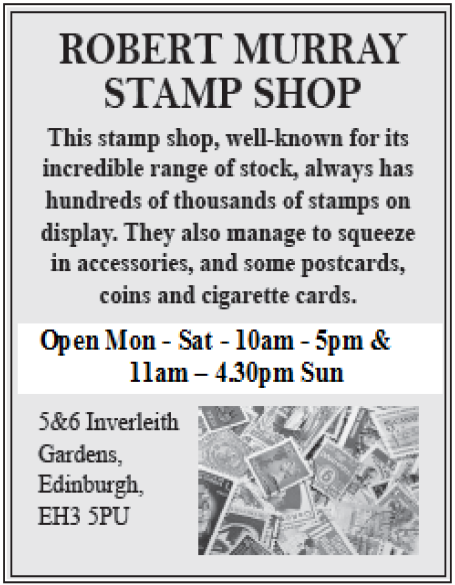 ROBERT MURRAY
STAMP SHOP
This stamp shop, well-known for its
incredible range of stock, always has
hundreds of thousands of stamps on
display. They also manage to squeeze
in accessories, and some postcards,
coins and cigarette cards.
Open Mon - Sat - 10am - 5pm &
11am – 4.30pm Sun
5&6 Inverleith
Gardens,
Edinburgh,
EH3 5PU